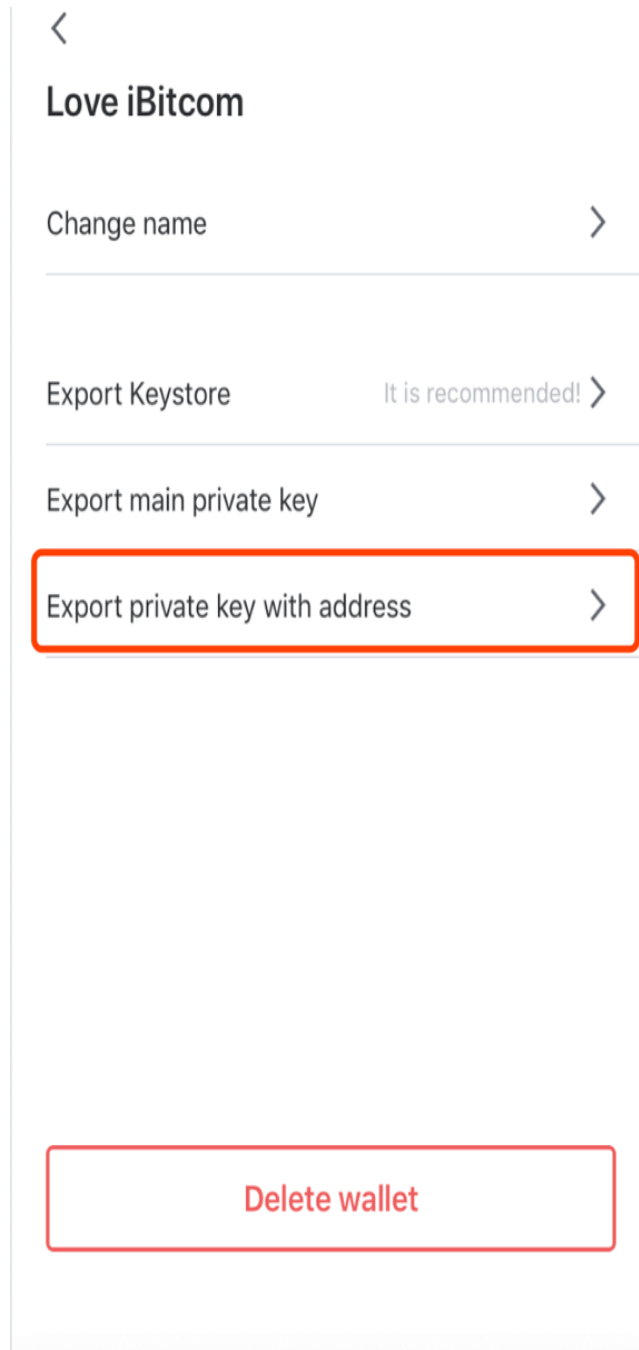 Love iBitcom
Change name
Export Keystore It is recommended!
Export main private key
Export private key with address
Delete wallet